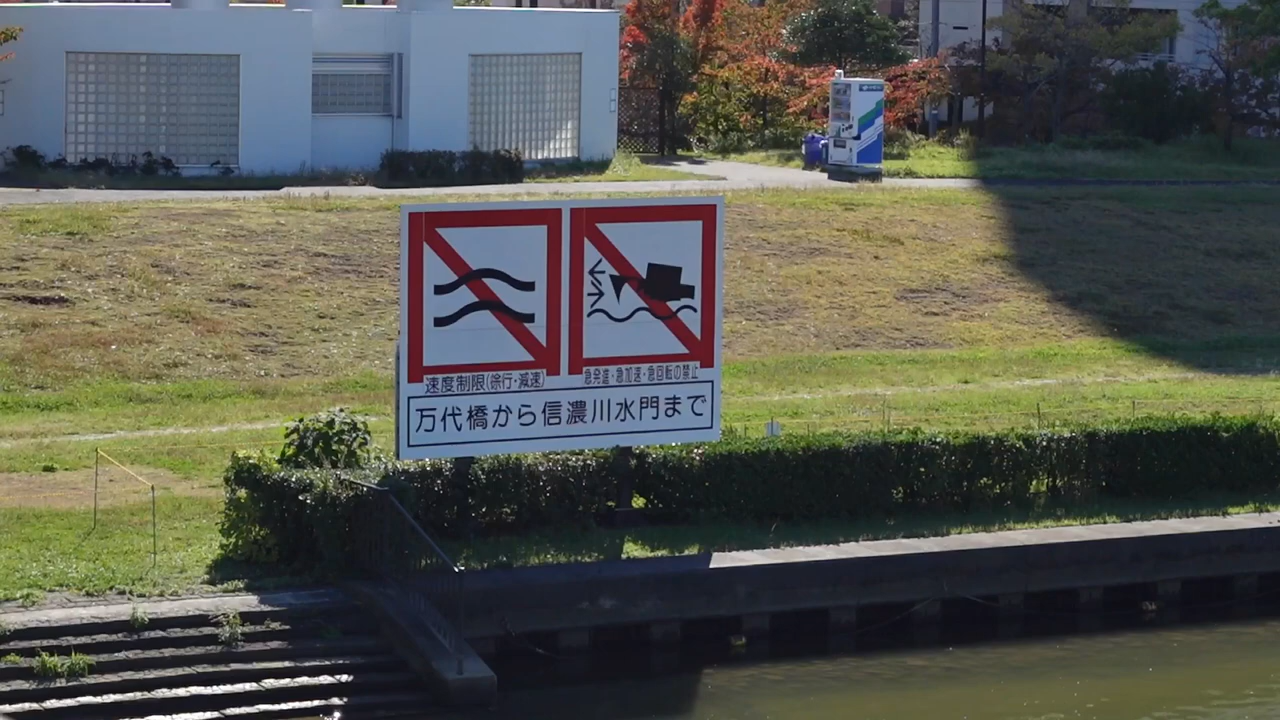 速度制限(徐行・減速)
急発進・急加速・急回転の禁止
万代橋から信濃川水門まで